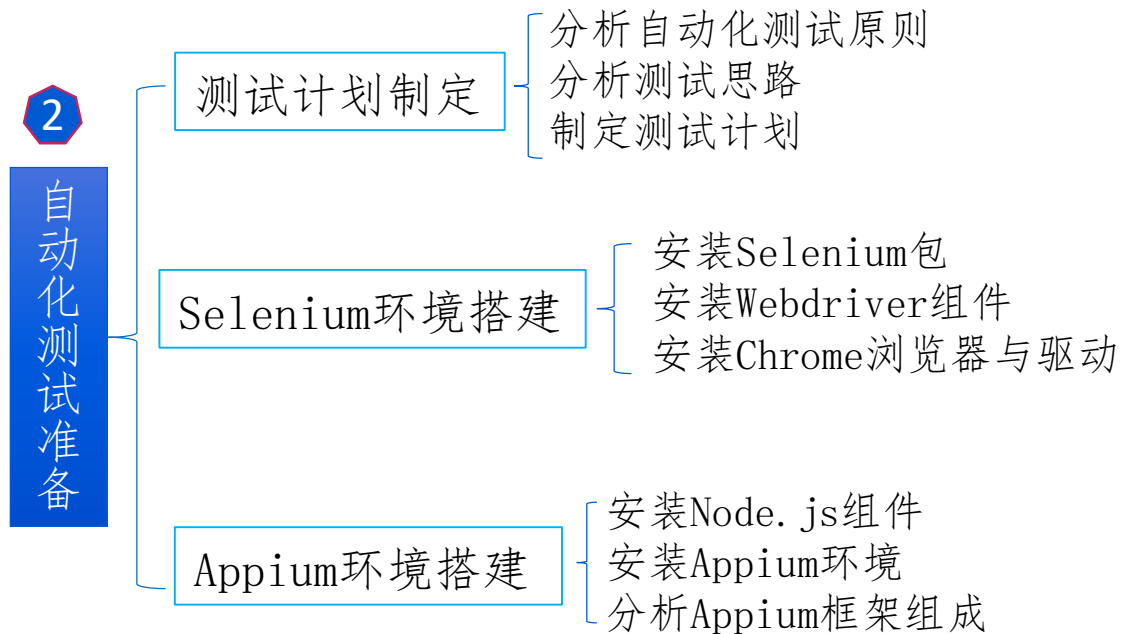 2
自动化测试准备
测试计划制定
分析自动化测试原则
分析测试思路
制定测试计划
Selenium环境搭建
安装Selenium包
安装Webdriver组件
安装Chrome浏览器与驱动
Appium环境搭建
安装Node.js组件
安装Appium环境
分析Appium框架组成